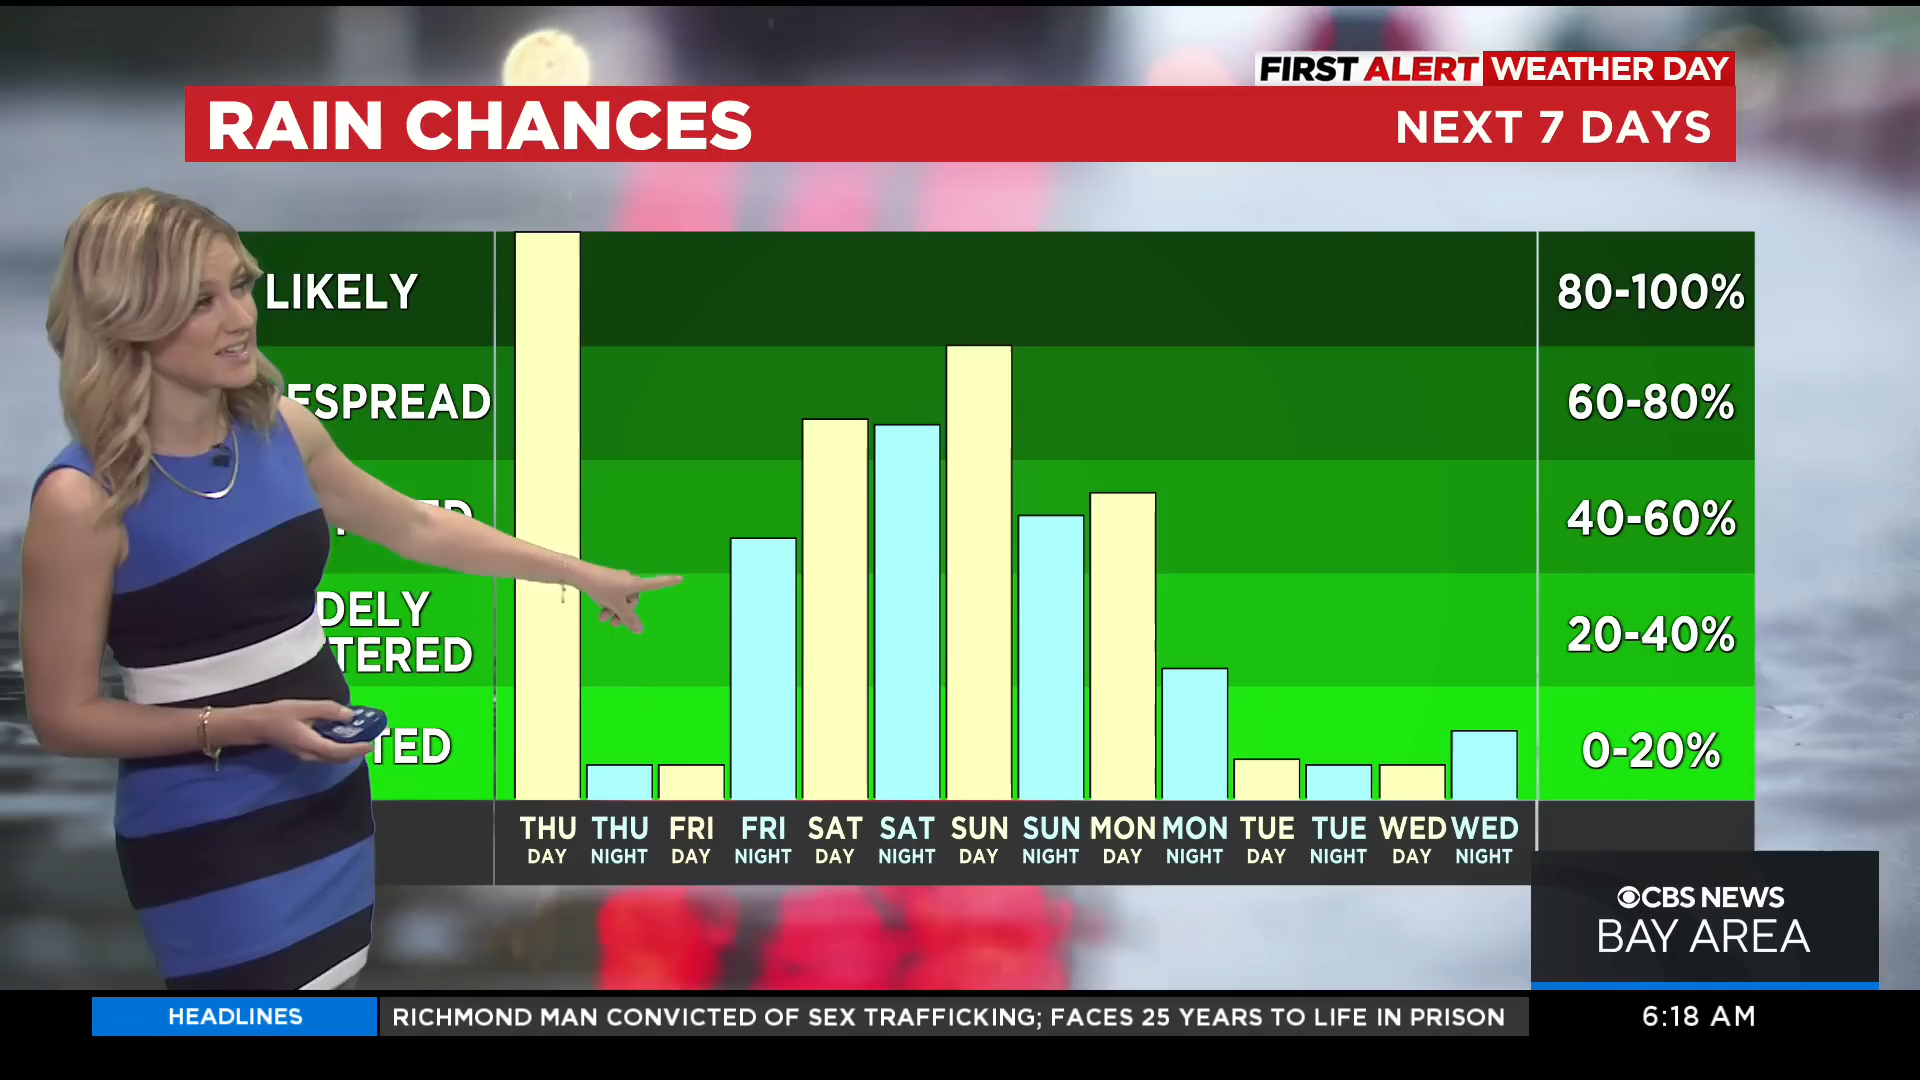 FIRST ALERT WEATHER DAY
RAIN CHANCES
NEXT 7 DAYS
LIKELY
80-100%
ESPREAD
60-80%
40-60%
DELY
TERED
20-40%
TED
0-20%
THU THU FRI FRI SAT SAT SUN SUN MON MON TUE TUE WED WED
DAY NIGHT DAY NIGHT DAY NIGHT DAY NIGHT DAY NIGHT DAY NIGHT DAY NIGHT
CBS NEWS
BAY AREA
HEADLINES
RICHMOND MAN CONVICTED OF SEX TRAFFICKING; FACES 25 YEARS TO LIFE IN PRISON
6:18 AM